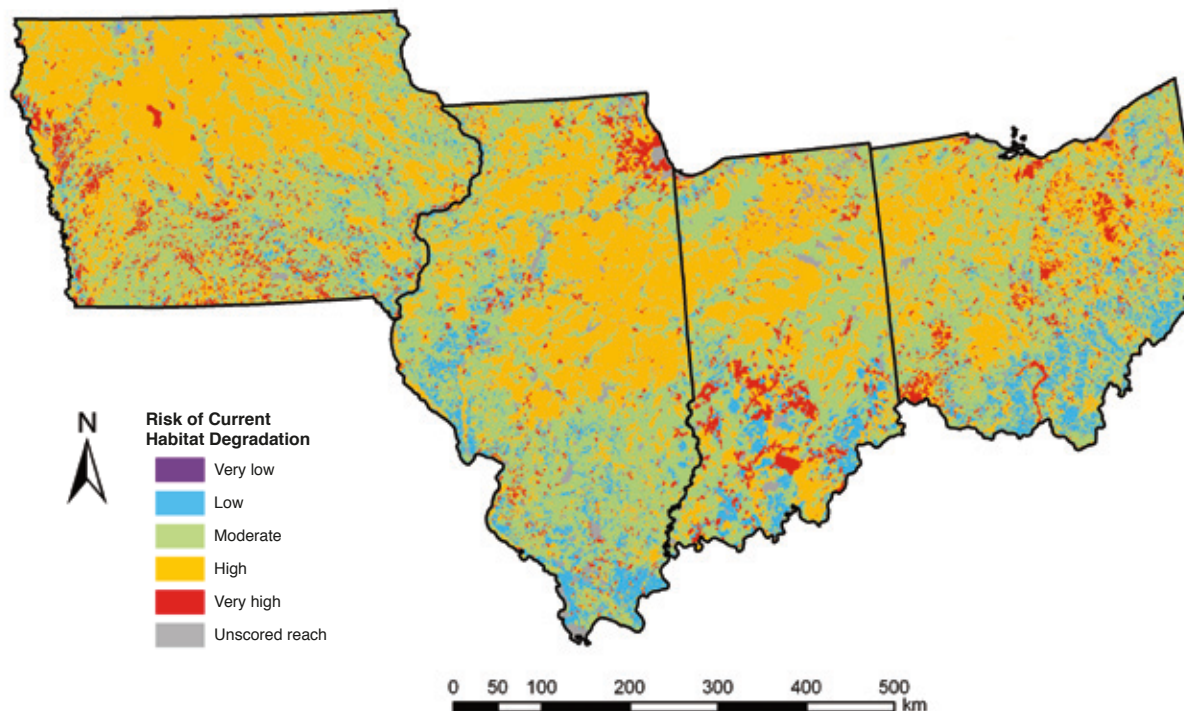 N
Risk of Current
Habitat Degradation
Very low
Low
Moderate
High
Very high
Unscored reach
0 50 100 200 300 400 500
km